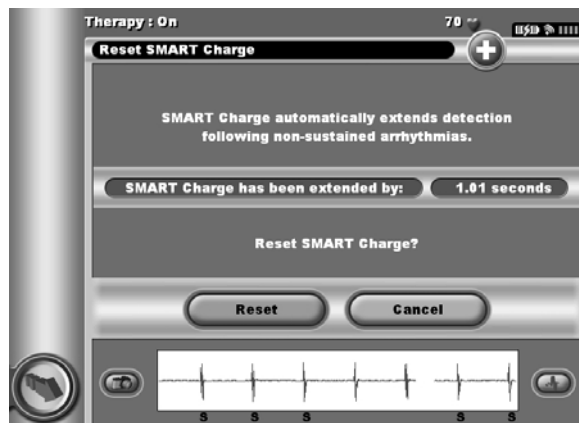 Therapy : On
70
Reset SMART Charge
SMART Charge automatically extends detection
following non-sustained arrhythmias.
SMART Charge has been extended by:
1.01 seconds
Reset SMART Charge?
Reset
Cancel
S S S S S